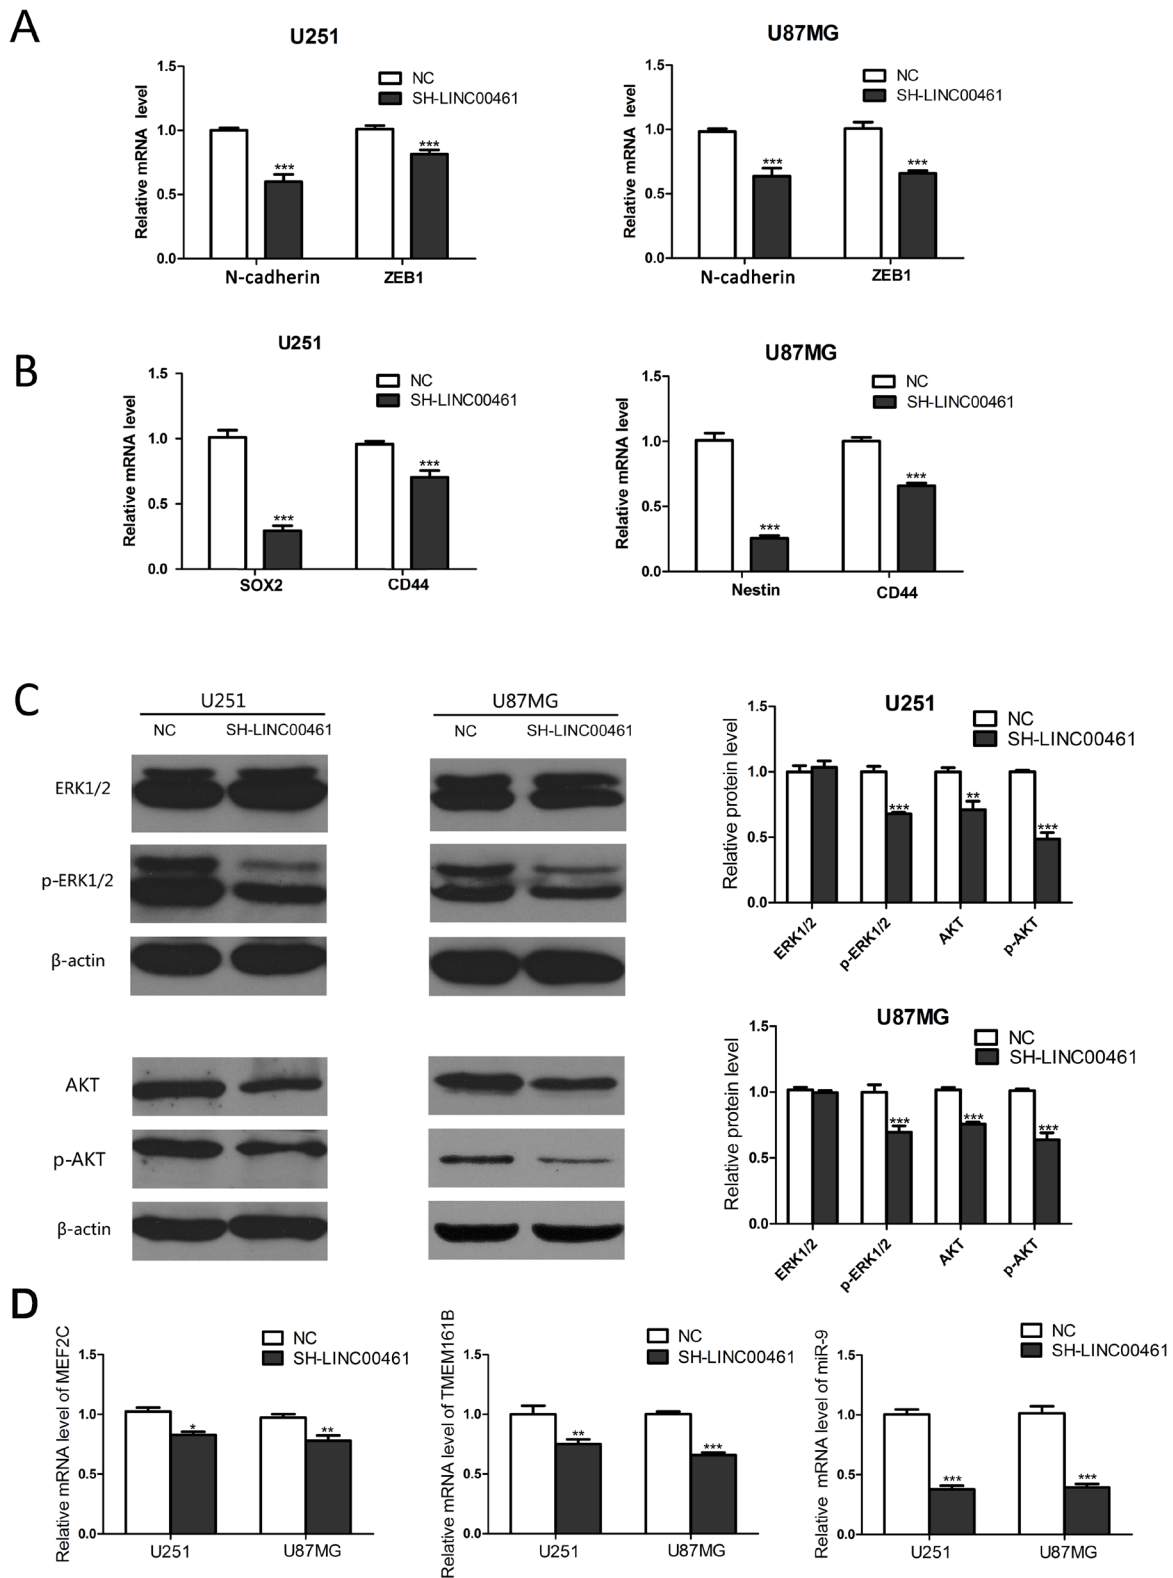 A
U251
NC
SH-LINC00461
Relative mRNA level
1.5
1.0
0.5
0.0
***
***
N-cadherin
ZEB1
U87MG
NC
SH-LINC00461
Relative mRNA level
1.5
1.0
0.5
0.0
***
***
N-cadherin
ZEB1
B
U251
NC
SH-LINC00461
Relative mRNA level
1.5
1.0
0.5
0.0
***
***
SOX2
CD44
U87MG
NC
SH-LINC00461
Relative mRNA level
1.5
1.0
0.5
0.0
***
***
Nestin
CD44
C
U251
NC SH-LINC00461
U87MG
NC SH-LINC00461
ERK1/2
p-ERK1/2
β-actin
AKT
p-AKT
β-actin
U251
NC
SH-LINC00461
Relative protein level
1.5
1.0
0.5
0.0
***
**
***
ERK1/2
p-ERK1/2
AKT
p-AKT
U87MG
NC
SH-LINC00461
Relative protein level
1.5
1.0
0.5
0.0
***
***
***
ERK1/2
p-ERK1/2
AKT
p-AKT
D
NC
SH-LINC00461
Relative mRNA level of MEF2C
1.5
1.0
0.5
0.0
*
**
U251
U87MG
NC
SH-LINC00461
Relative mRNA level of TMEM161B
1.5
1.0
0.5
0.0
**
***
U251
U87MG
NC
SH-LINC00461
Relative mRNA level of miR-9
1.5
1.0
0.5
0.0
***
***
U251
U87MG